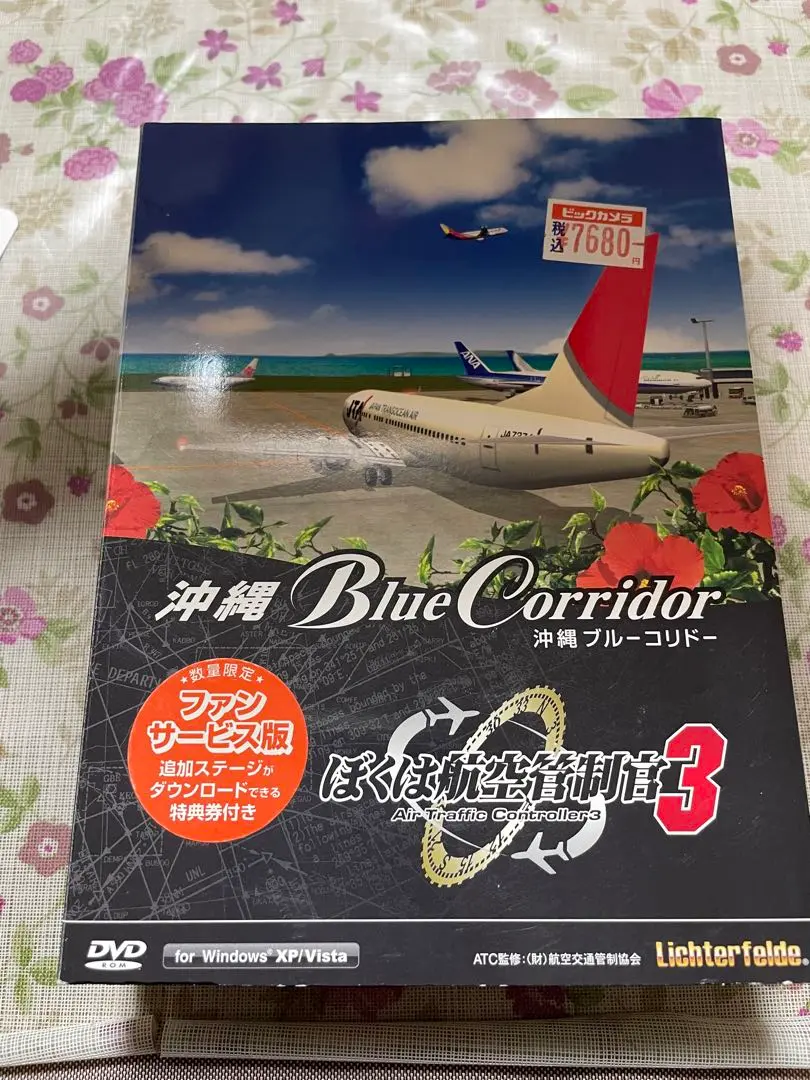 ビックカメラ
税込 ¥7680-
円
ANA
JTA JAPAN TRANSOCEAN AIR
沖縄 Blue Corridor
沖縄 ブルーコリドー
数量限定
ファン
サービス版
追加ステージが
ダウンロードできる
特典券付き
ぼくは航空管制官3
Air Traffic Controller3
DVD
ROM
for Windows® XP/Vista
ATC監修:(財)航空交通管制協会
Lichterfelde.